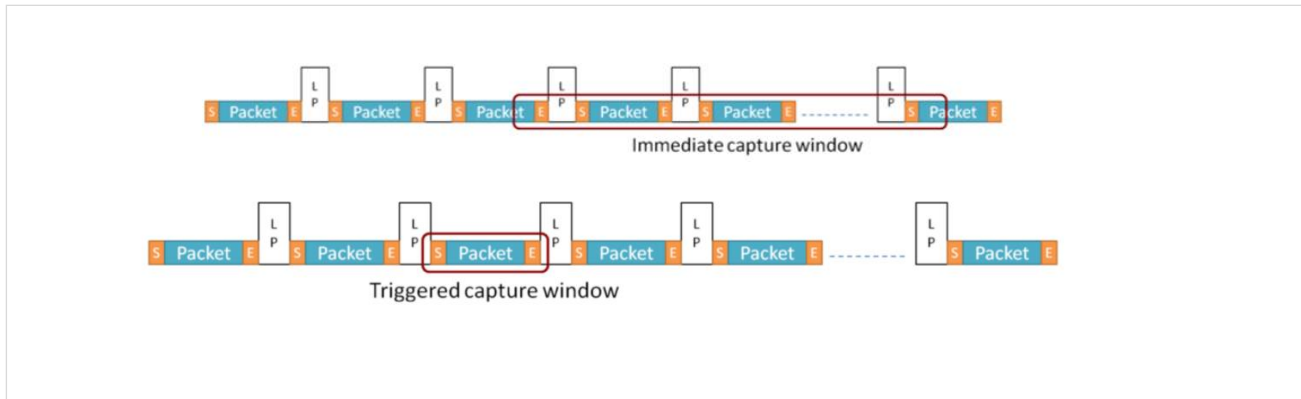 L L L L L
P P P P P
S Packet E S Packet E S Packet E S Packet E S Packet E S Packet E
Immediate capture window
L L L L L
P P P P P
S Packet E S Packet E S Packet E S Packet E S Packet E S Packet E
Triggered capture window